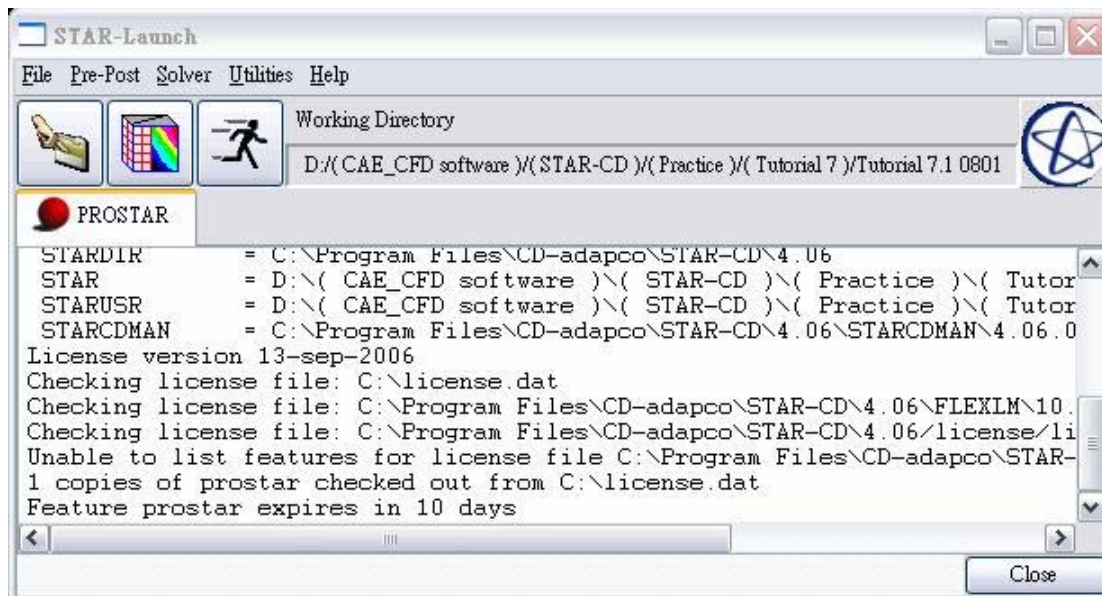 STAR-Launch
File Pre-Post Solver Utilities Help
Working Directory
D:/( CAE_CFD software )/( STAR-CD )/( Practice )/( Tutorial 7 )/Tutorial 7.1 0801
PROSTAR
STARDIR = C:\Program Files\CD-adapco\STAR-CD\4.06
STAR = D:\( CAE_CFD software )\( STAR-CD )\( Practice )\( Tutor
STARUSR = D:\( CAE_CFD software )\( STAR-CD )\( Practice )\( Tutor
STARCDMAN = C:\Program Files\CD-adapco\STAR-CD\4.06\STARCDMAN\4.06.0
License version 13-sep-2006
Checking license file: C:\license.dat
Checking license file: C:\Program Files\CD-adapco\STAR-CD\4.06\FLEXLM\10.
Checking license file: C:\Program Files\CD-adapco\STAR-CD\4.06/license/li
Unable to list features for license file C:\Program Files\CD-adapco\STAR-
1 copies of prostar checked out from C:\license.dat
Feature prostar expires in 10 days
Close